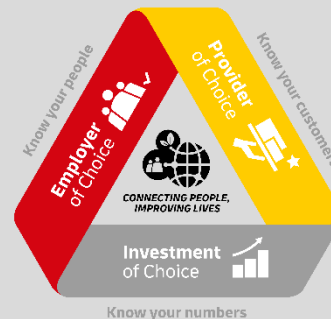 Know your people
Employer
of Choice
Provider
of Choice
Know your customer
CONNECTING PEOPLE,
IMPROVING LIVES
Investment
of Choice
Know your numbers